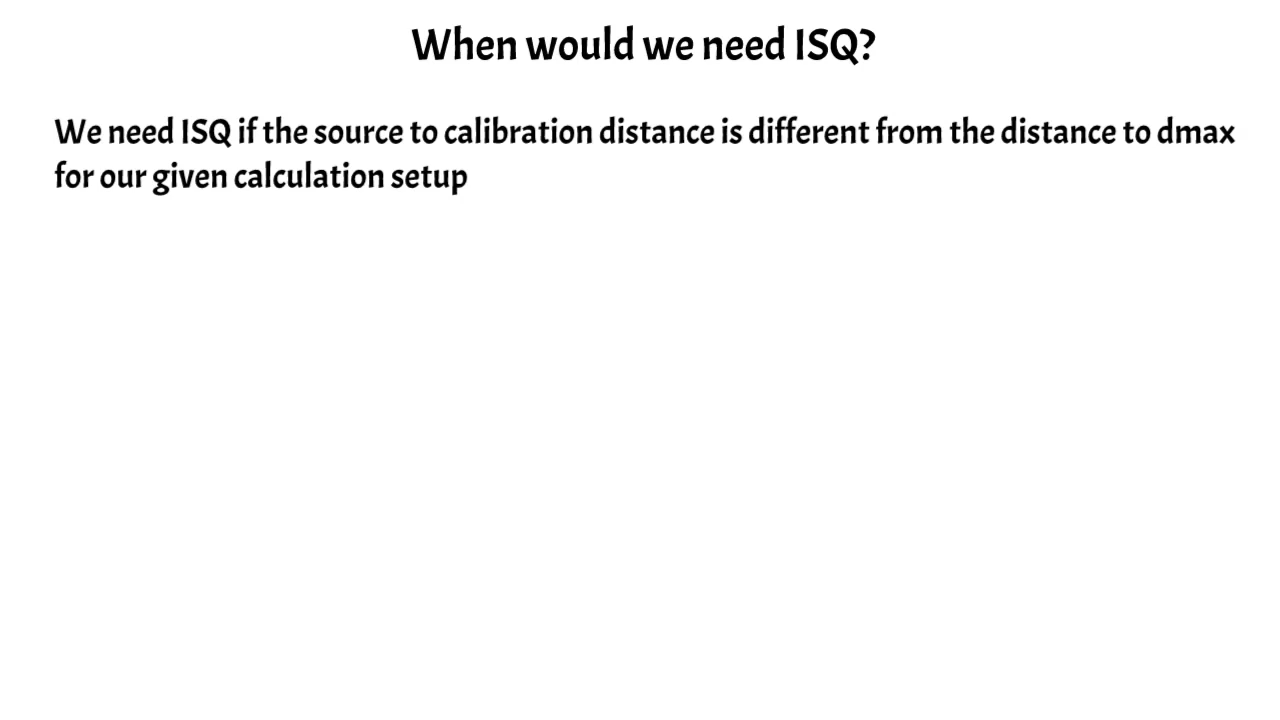 When would we need ISQ?
We need ISQ if the source to calibration distance is different from the distance to dmax
for our given calculation setup